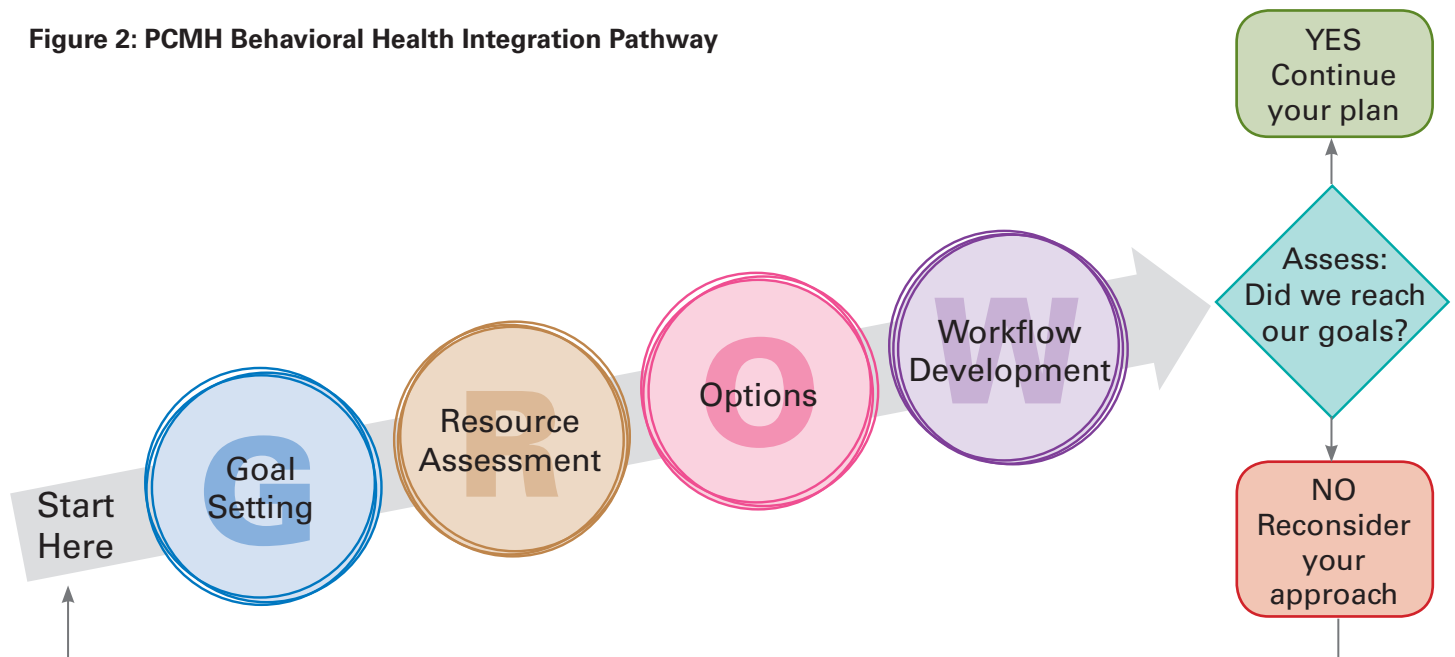 Figure 2: PCMH Behavioral Health Integration Pathway
Start
Here
G
Goal
Setting
R
Resource
Assessment
O
Options
W
Workflow
Development
Assess:
Did we reach
our goals?
YES
Continue
your plan
NO
Reconsider
your
approach